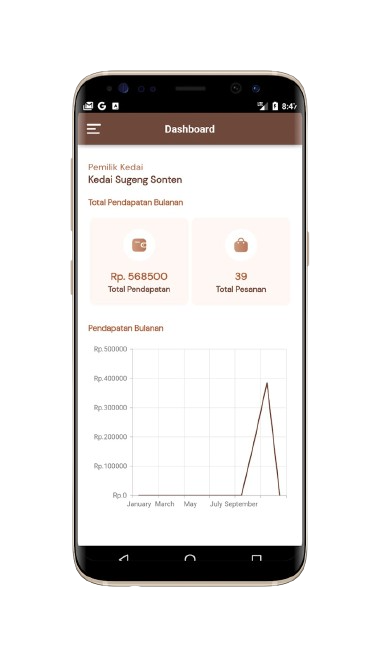 8:47
Dashboard
Pemilik Kedai
Kedai Sugeng Sonten
Total Pendapatan Bulanan
Rp. 568500
Total Pendapatan
39
Total Pesanan
Pendapatan Bulanan
Rp.500000
Rp.400000
Rp.300000
Rp.200000
Rp.100000
Rp.0
January March May July September